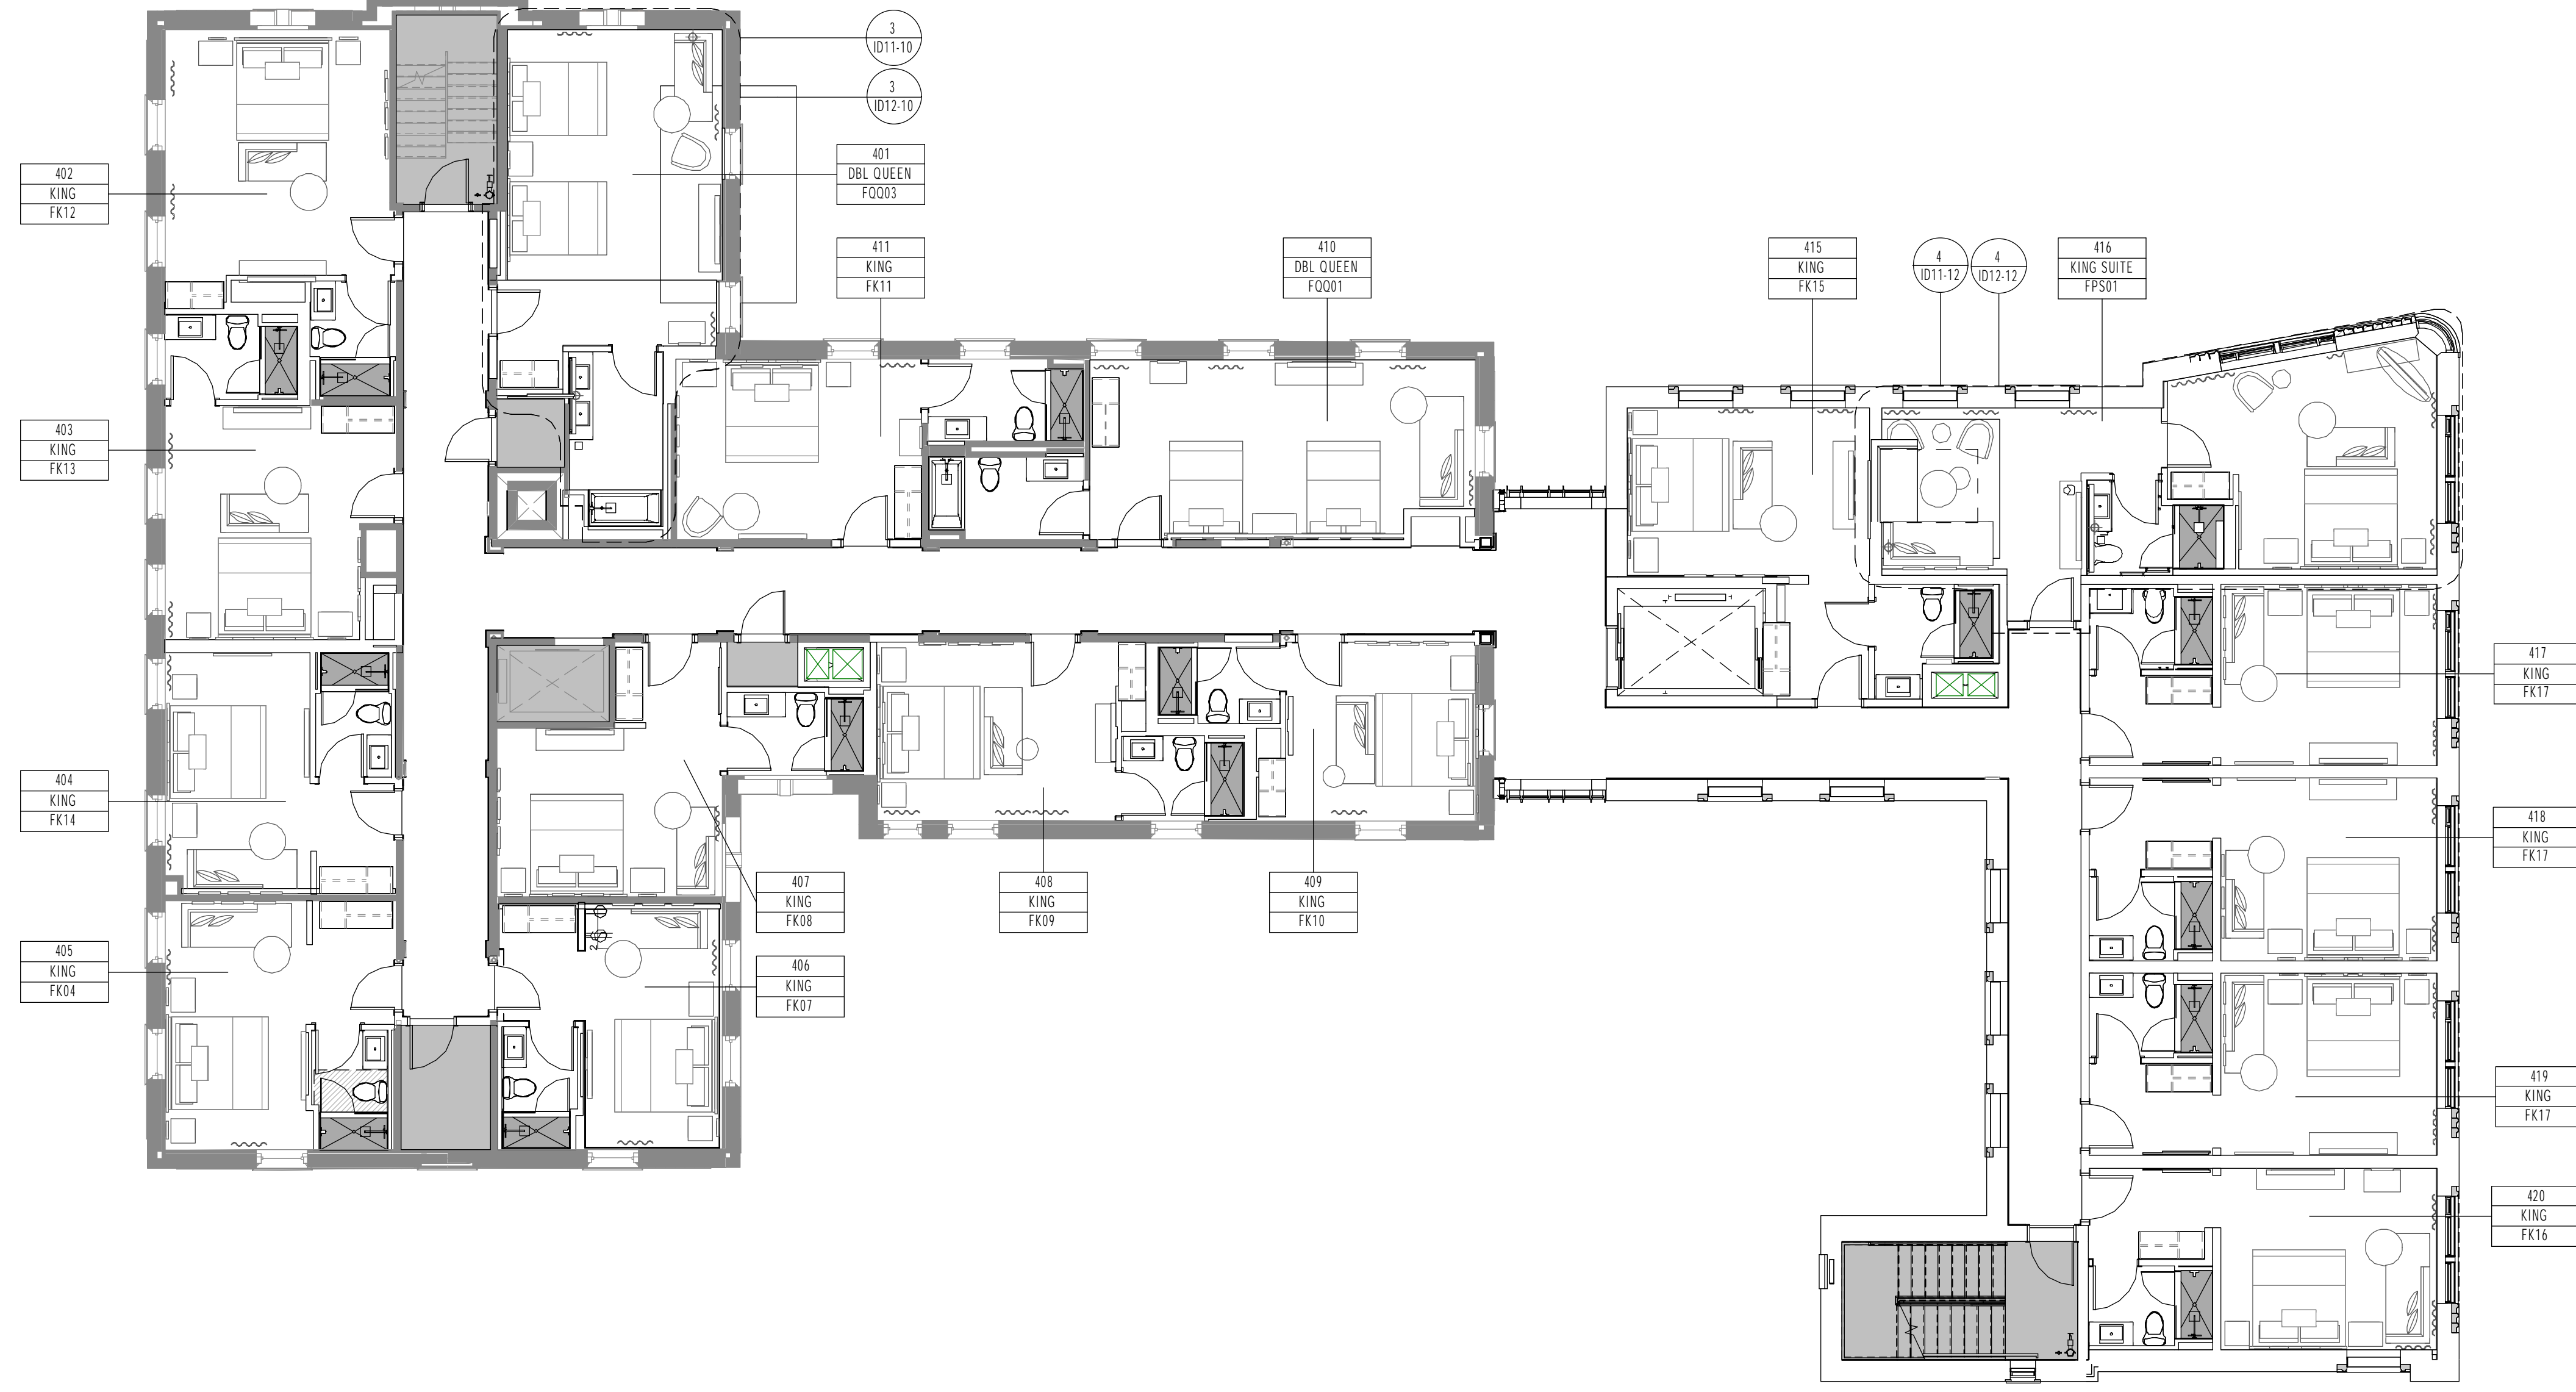 3
ID11-10
3
ID12-10
401
DBL QUEEN
FQQ03
402
KING
FK12
411
KING
FK11
410
DBL QUEEN
FQQ01
415
KING
FK15
4
ID11-12
4
ID12-12
416
KING SUITE
FPS01
403
KING
FK13
417
KING
FK17
404
KING
FK14
418
KING
FK17
407
KING
FK08
408
KING
FK09
409
KING
FK10
405
KING
FK04
406
KING
FK07
419
KING
FK17
420
KING
FK16